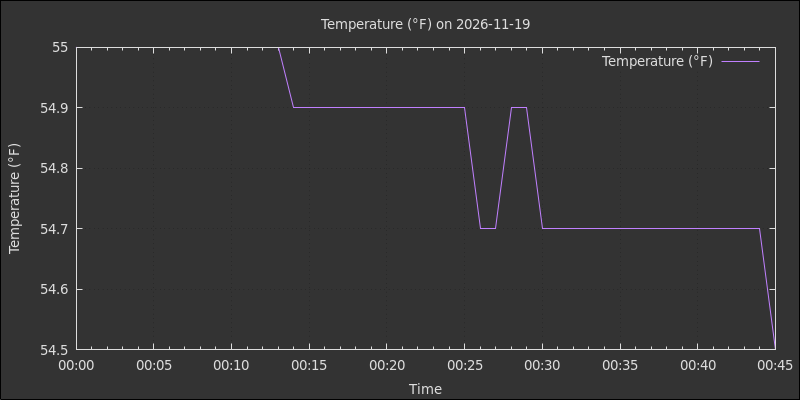 Temperature (°F) on 2026-11-19
Temperature (°F)
55
54.9
54.8
54.7
54.6
54.5
Temperature (°F)
00:00 00:05 00:10 00:15 00:20 00:25 00:30 00:35 00:40 00:45
Time